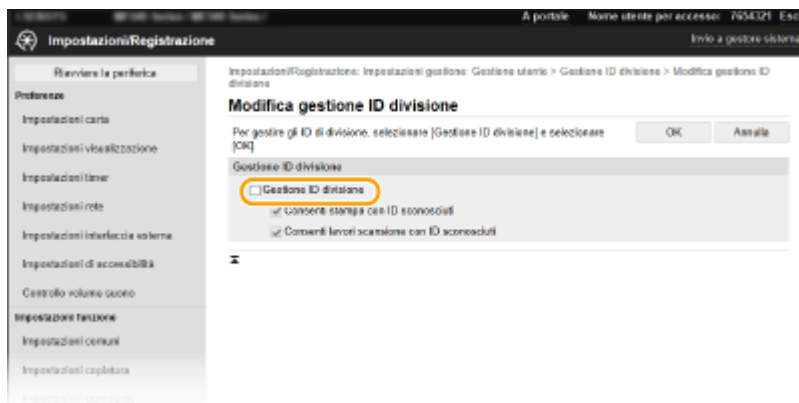 A portale Nome utente per accesso: 7654321 Esci
Impostazioni/Registrazione
Invio a gestore sistema
Riavviare la periferica
Preferenze
Impostazioni carta
Impostazioni visualizzazione
Impostazioni timer
Impostazioni rete
Impostazioni interfaccia esterna
Impostazioni di accessibilità
Controllo volume suono
Impostazioni funzione
Impostazioni comuni
Impostazioni copiatura
Impostazioni/Registrazione: Impostazioni gestione: Gestione utente > Gestione ID divisione > Modifica gestione ID
divisione
Modifica gestione ID divisione
Per gestire gli ID di divisione, selezionare [Gestione ID divisione] e selezionare
[OK]
OK Annulla
Gestione ID divisione
Gestione ID divisione
Consenti stampa con ID sconosciuti
Consenti lavori scansione con ID sconosciuti